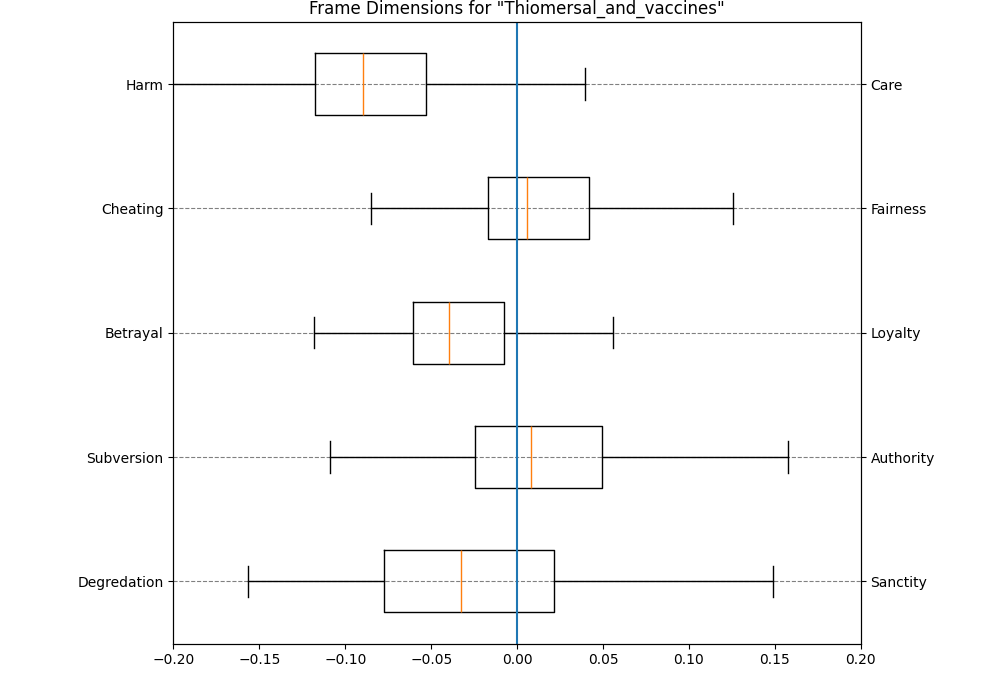 Frame Dimensions for "Thiomersal_and_vaccines"
Harm Care
Cheating Fairness
Betrayal Loyalty
Subversion Authority
Degredation Sanctity
−0.20 −0.15 −0.10 −0.05 0.00 0.05 0.10 0.15 0.20